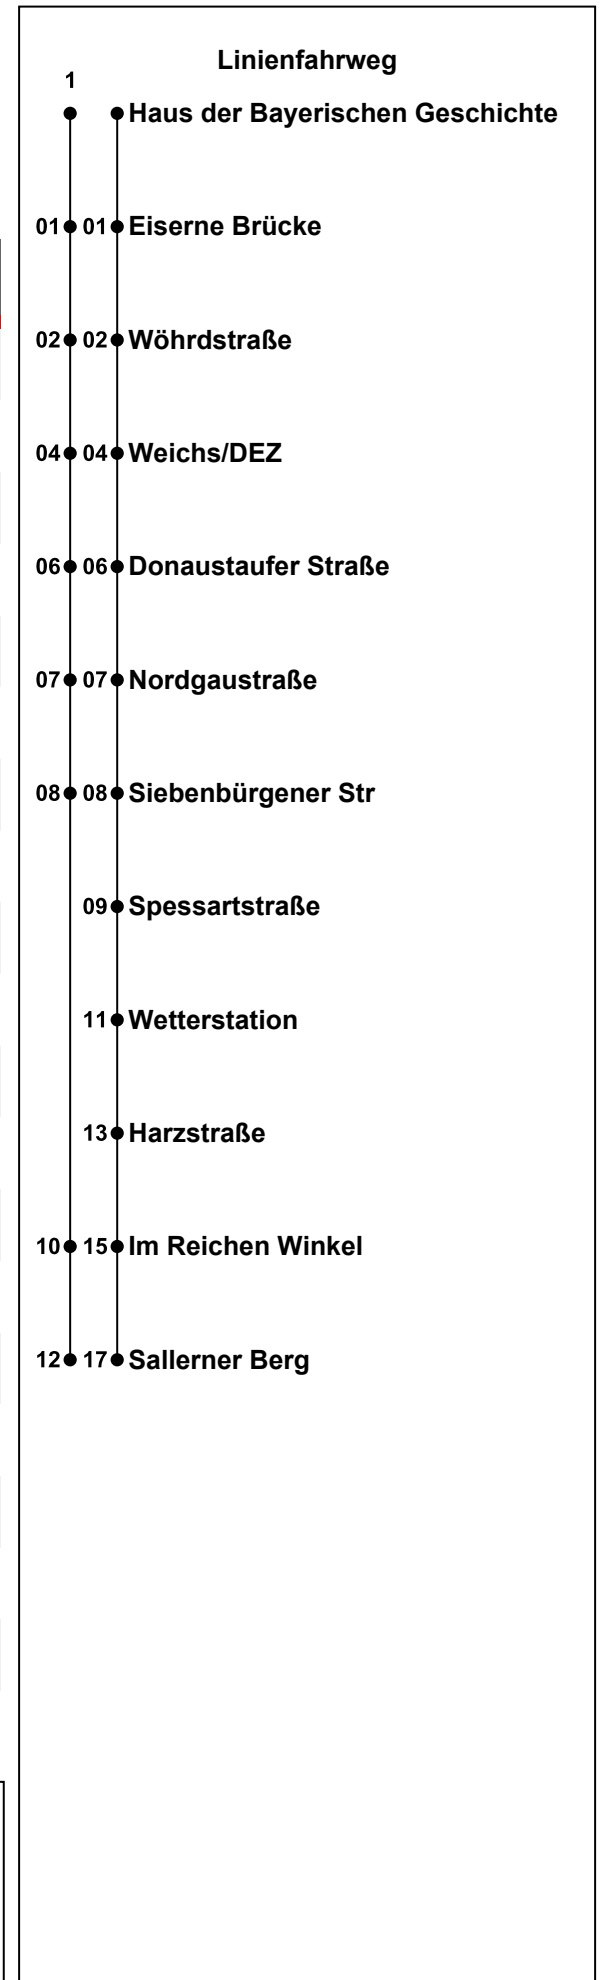 Linienfahrweg
1
Haus der Bayerischen Geschichte
01 01 Eiserne Brücke
02 02 Wöhrdstraße
04 04 Weichs/DEZ
06 06 Donaustaufer Straße
07 07 Nordgaustraße
08 08 Siebenbürgener Str
09 Spessartstraße
11 Wetterstation
13 Harzstraße
10 15 Im Reichen Winkel
12 17 Sallerner Berg